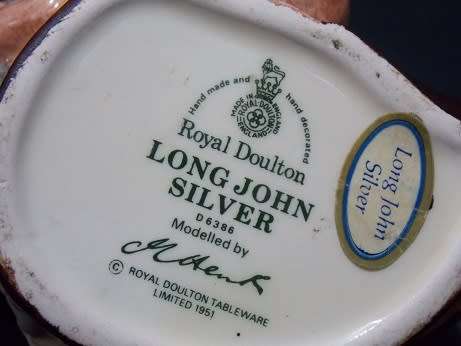 Hand made and hand decorated
MADE IN ENGLAND
ROYAL DOULTON
ENGLAND
Royal Doulton
LONG JOHN
SILVER
D6386
Modelled by
© ROYAL DOULTON TABLEWARE
LIMITED 1951
Long John
Silver